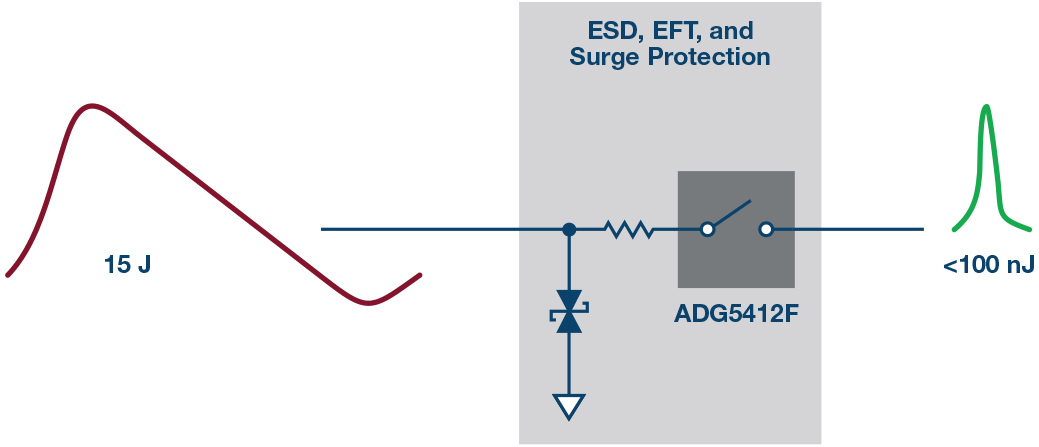 ESD, EFT, and
Surge Protection
15 J
<100 nJ
ADG5412F